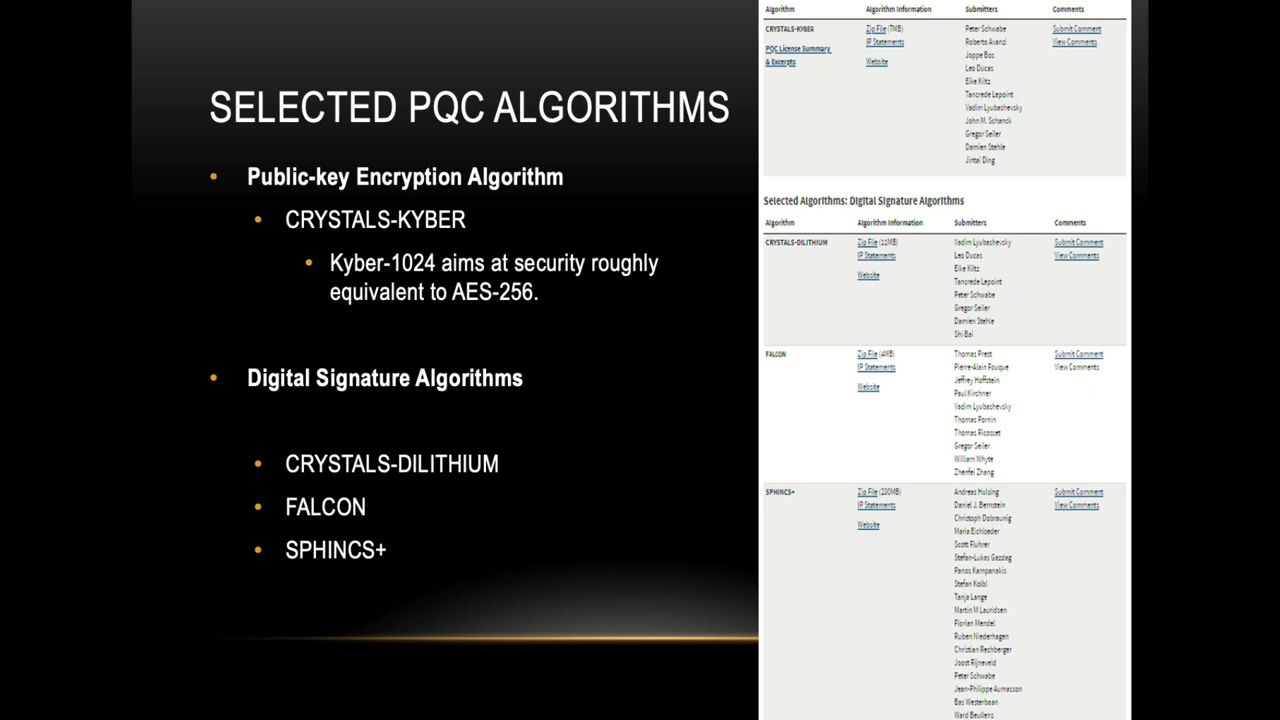 SELECTED PQC ALGORITHMS
Public-key Encryption Algorithm
CRYSTALS-KYBER
Kyber-1024 aims at security roughly
equivalent to AES-256.
Digital Signature Algorithms
CRYSTALS-DILITHIUM
FALCON
SPHINCS+
Algorithm Algorithm Information Submitters Comments
CRYSTALS-KYBER Zip File (7MB) Peter Schwabe Submit Comment
IP Statements Roberto Avanzi View Comments
PQC License Summary Joppe Bos
& Excerpts Website Leo Ducas
Eike Kiltz
Tancrede Lepoint
Vadim Lyubashevsky
John M. Schanck
Gregor Seiler
Damien Stehle
Jintai Ding
Selected Algorithms: Digital Signature Algorithms
Algorithm Algorithm Information Submitters Comments
CRYSTALS-DILITHIUM Zip File (11MB) Vadim Lyubashevsky Submit Comment
IP Statements Leo Ducas View Comments
Website Eike Kiltz
Tancrede Lepoint
Peter Schwabe
Gregor Seiler
Damien Stehle
Shi Bai
FALCON Zip File (4MB) Thomas Prest Submit Comment
IP Statements Pierre-Alain Fouque View Comments
Website Jeffrey Hoffstein
Paul Kirchner
Vadim Lyubashevsky
Thomas Pornin
Thomas Ricosset
Gregor Seiler
William Whyte
Zhenfei Zhang
SPHINCS+ Zip File (230MB) Andreas Hulsing Submit Comment
IP Statements Daniel J. Bernstein View Comments
Website Christoph Dobraunig
Maria Eichlseder
Scott Fluhrer
Stefan-Lukas Gazdag
Panos Kampanakis
Stefan Kolbl
Tanja Lange
Martin M Lauridsen
Florian Mendel
Ruben Niederhagen
Christian Rechberger
Joost Rijneveld
Peter Schwabe
Jean-Philippe Aumasson
Bas Westerbaan
Ward Beullens